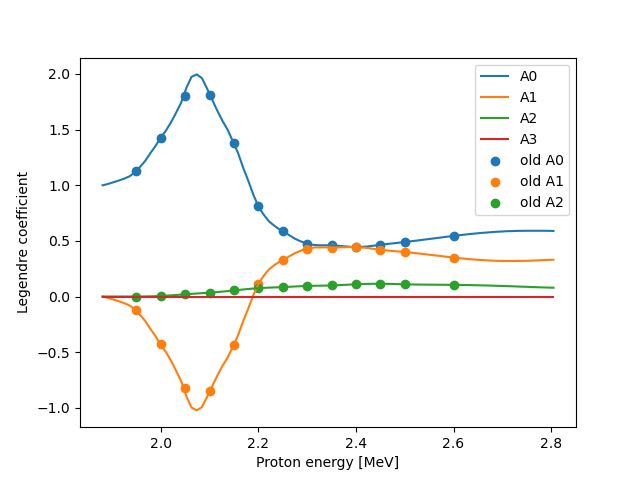 2.0
1.5
1.0
0.5
0.0
−0.5
−1.0
Legendre coefficient
A0
A1
A2
A3
old A0
old A1
old A2
2.0 2.2 2.4 2.6 2.8
Proton energy [MeV]